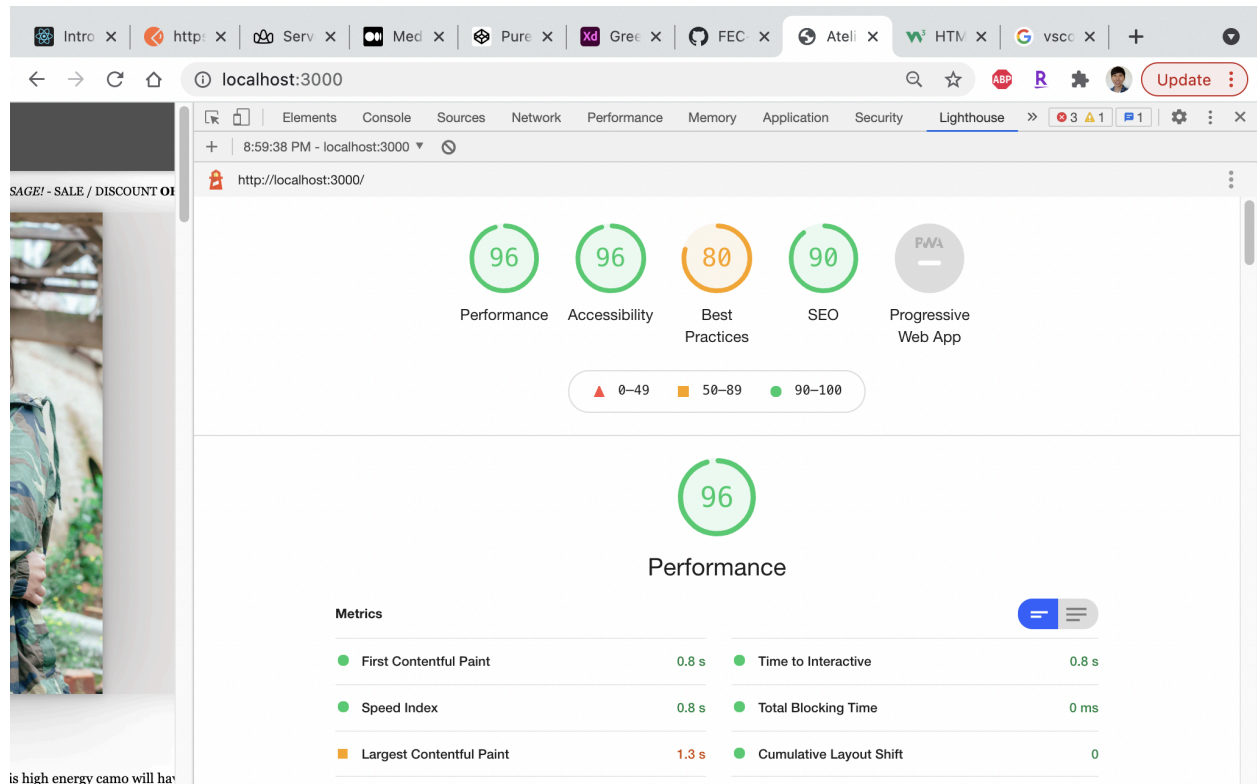 Intro
https
Serv
Med
Xd
Pure
Gree
FEC-
Ateli
HTM
vsco
localhost:3000
ABP
R
Update
Elements Console Sources Network Performance Memory Application Security Lighthouse
3 1 1
8:59:38 PM - localhost:3000
http://localhost:3000/
SAGE! - SALE / DISCOUNT
96 96 80 90 PWA
Performance Accessibility Best Practices SEO Progressive Web App
0–49 50–89 90–100
96
Performance
Metrics
First Contentful Paint 0.8 s Time to Interactive 0.8 s
Speed Index 0.8 s Total Blocking Time 0 ms
Largest Contentful Paint 1.3 s Cumulative Layout Shift 0
is high energy camo will hav